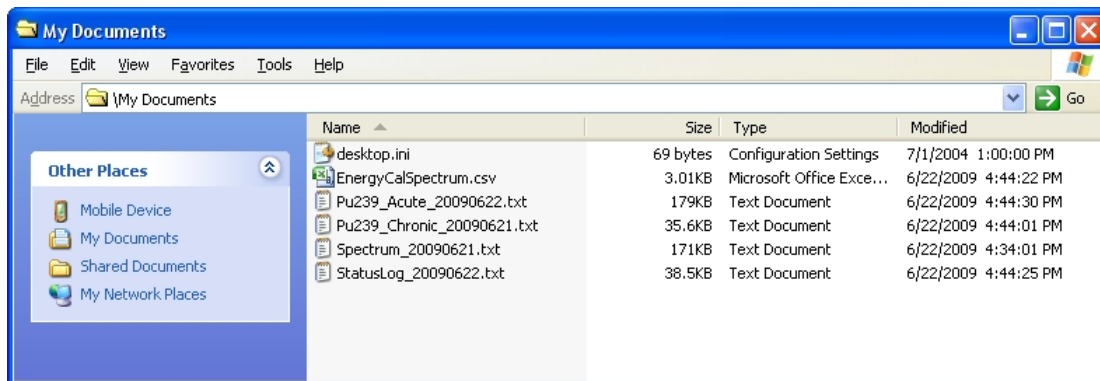 My Documents
File Edit View Favorites Tools Help
Address \My Documents Go
Other Places
Mobile Device
My Documents
Shared Documents
My Network Places
Name Size Type Modified
desktop.ini 69 bytes Configuration Settings 7/1/2004 1:00:00 PM
EnergyCalSpectrum.csv 3.01KB Microsoft Office Exce... 6/22/2009 4:44:22 PM
Pu239_Acute_20090622.txt 179KB Text Document 6/22/2009 4:44:30 PM
Pu239_Chronic_20090621.txt 35.6KB Text Document 6/22/2009 4:44:01 PM
Spectrum_20090621.txt 171KB Text Document 6/22/2009 4:34:01 PM
StatusLog_20090622.txt 38.5KB Text Document 6/22/2009 4:44:25 PM